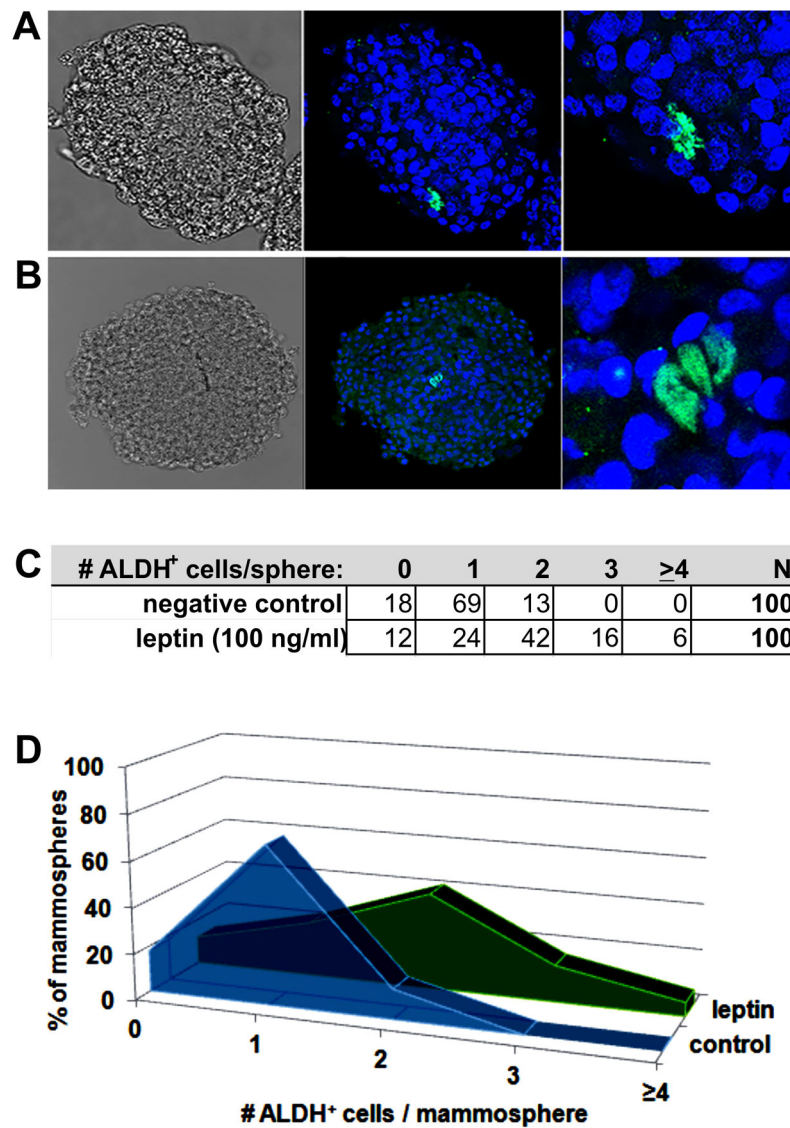 A
B
C
# ALDH⁺ cells/sphere: 0 1 2 3 ≥4 N
negative control 18 69 13 0 0 100
leptin (100 ng/ml) 12 24 42 16 6 100
D
% of mammospheres
100
80
60
40
20
0
0 1 2 3 ≥4
leptin
control
# ALDH⁺ cells / mammosphere